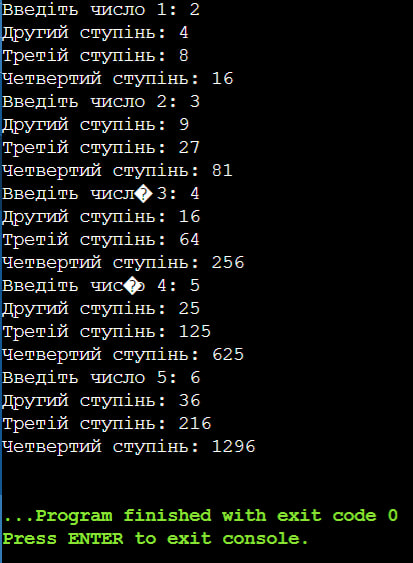 Введіть число 1: 2
Другий ступінь: 4
Третій ступінь: 8
Четвертий ступінь: 16
Введіть число 2: 3
Другий ступінь: 9
Третій ступінь: 27
Четвертий ступінь: 81
Введіть числ� 3: 4
Другий ступінь: 16
Третій ступінь: 64
Четвертий ступінь: 256
Введіть чис�о 4: 5
Другий ступінь: 25
Третій ступінь: 125
Четвертий ступінь: 625
Введіть число 5: 6
Другий ступінь: 36
Третій ступінь: 216
Четвертий ступінь: 1296
...Program finished with exit code 0
Press ENTER to exit console.